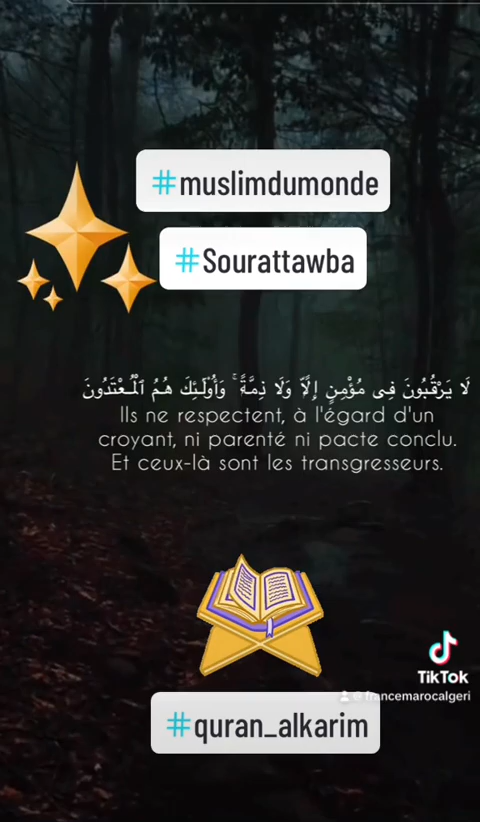 #muslimdumonde
#Sourattawba
لَا يَرْقُبُونَ فِى مُؤْمِنٍ إِلًّا وَلَا ذِمَّةً ۚ وَأُو۟لَـٰٓئِكَ هُمُ ٱلْمُعْتَدُونَ
Ils ne respectent, à l'égard d'un
croyant, ni parenté ni pacte conclu.
Et ceux-là sont les transgresseurs.
TikTok
@francemarocalgeri
#quran_alkarim